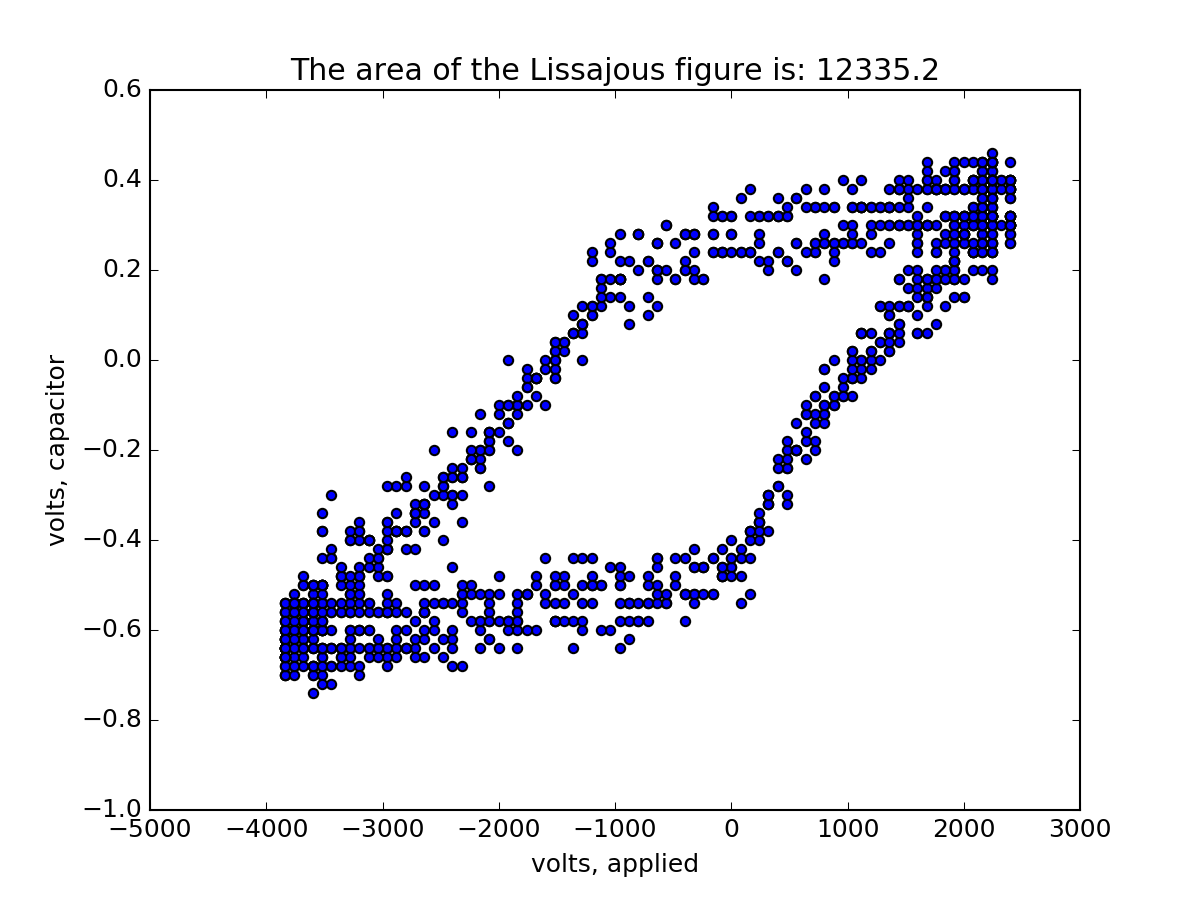 The area of the Lissajous figure is: 12335.2
0.6
0.4
0.2
0.0
−0.2
−0.4
−0.6
−0.8
−1.0
volts, capacitor
−5000 −4000 −3000 −2000 −1000 0 1000 2000 3000
volts, applied